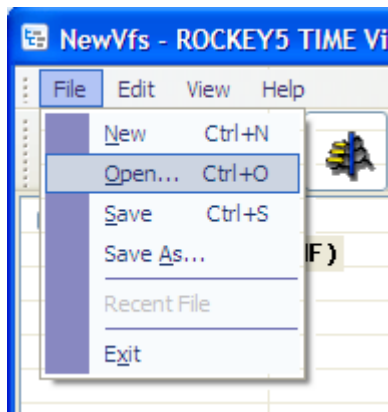 NewVfs - ROCKEY5 TIME Vi
File Edit View Help
New Ctrl+N
Open... Ctrl+O
Save Ctrl+S
Save As...
F)
Recent File
Exit